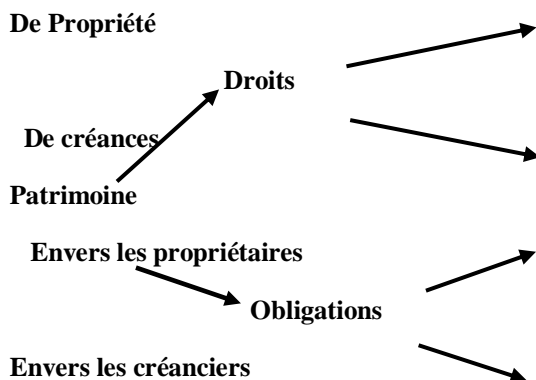 De Propriété
Droits
De créances
Patrimoine
Envers les propriétaires
Obligations
Envers les créanciers